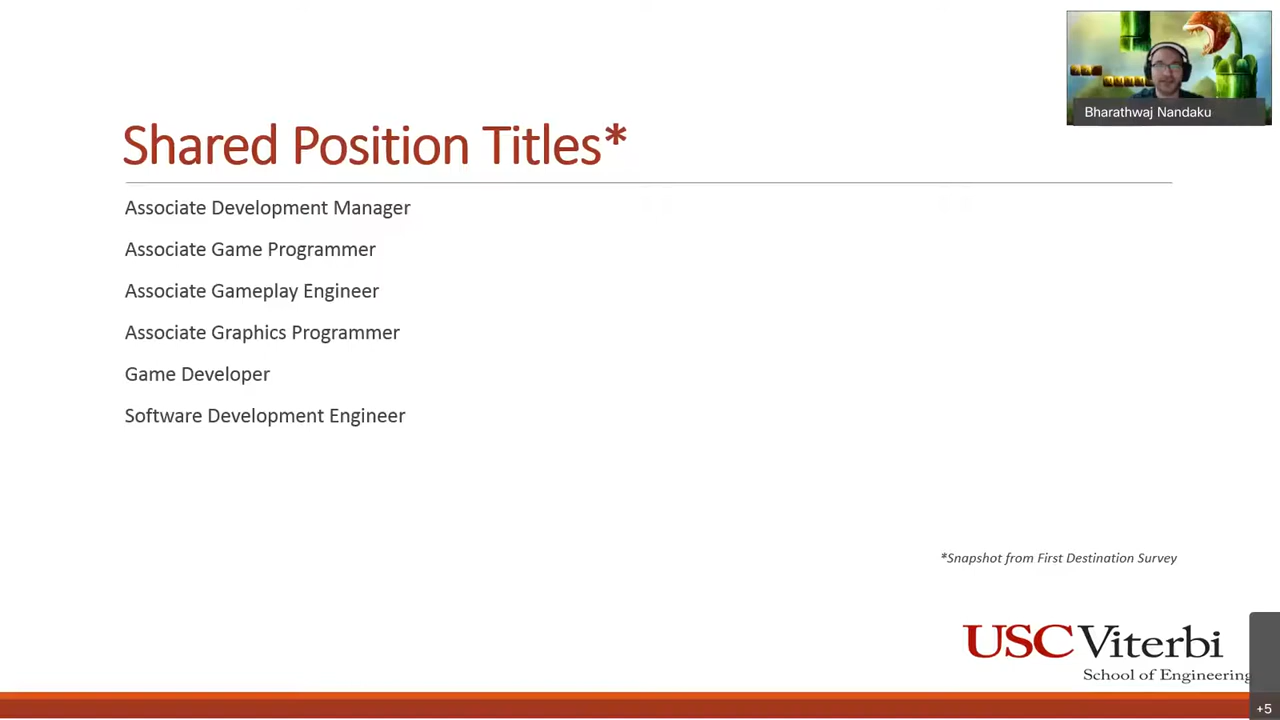 Bharathwaj Nandaku
Shared Position Titles*
Associate Development Manager
Associate Game Programmer
Associate Gameplay Engineer
Associate Graphics Programmer
Game Developer
Software Development Engineer
*Snapshot from First Destination Survey
USC Viterbi
School of Engineering
+5